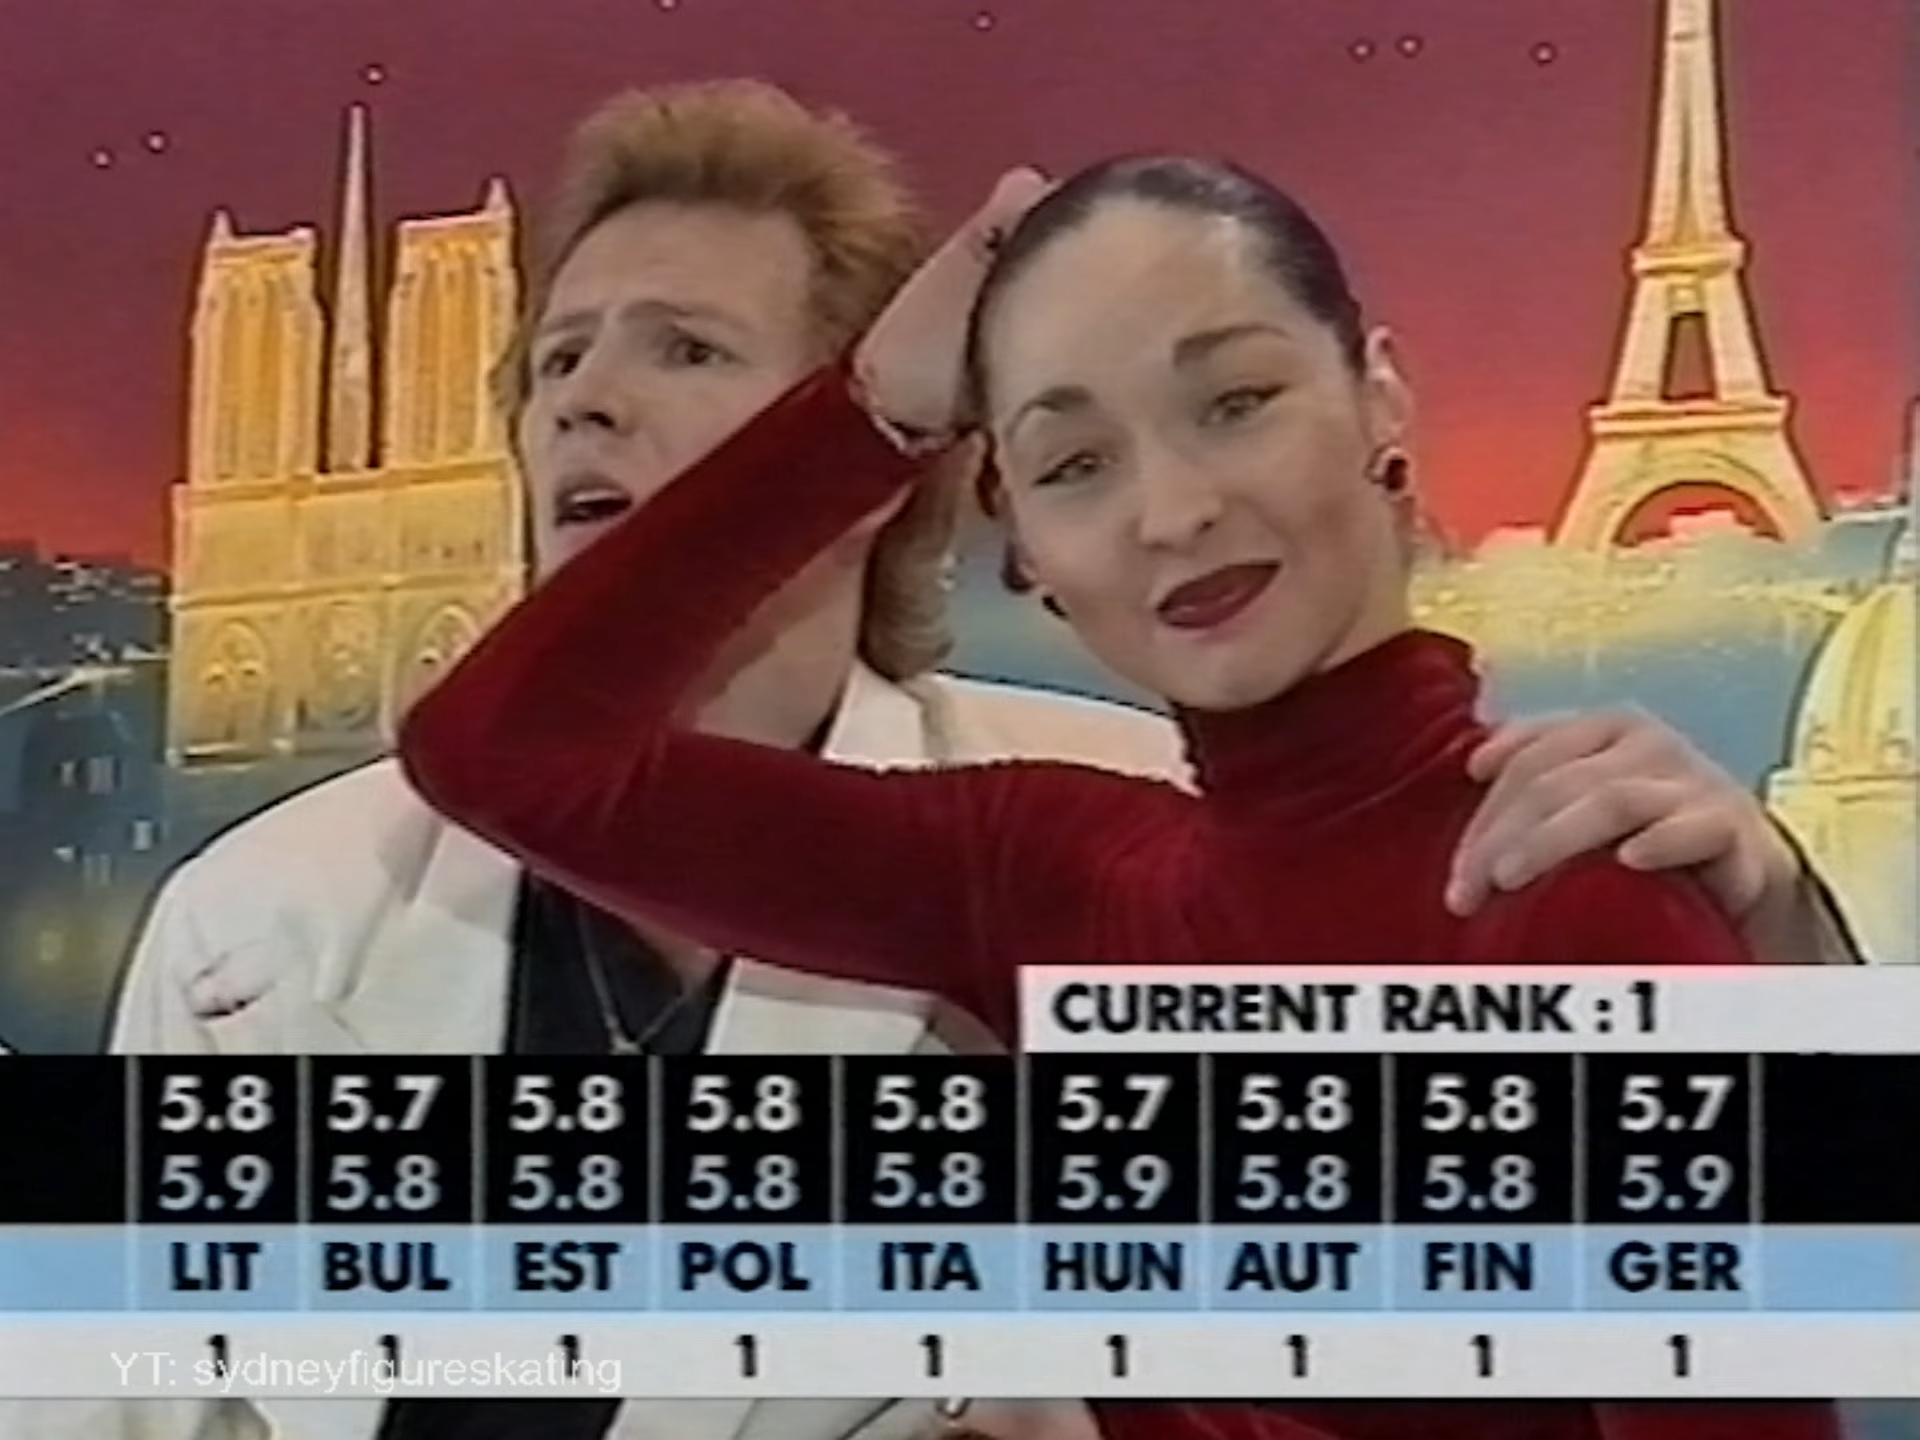 CURRENT RANK : 1
5.8 5.7 5.8 5.8 5.8 5.7 5.8 5.8 5.7
5.9 5.8 5.8 5.8 5.8 5.9 5.8 5.8 5.9
LIT BUL EST POL ITA HUN AUT FIN GER
1 1 1 1 1 1 1 1 1
YT: sydneyfigureskating